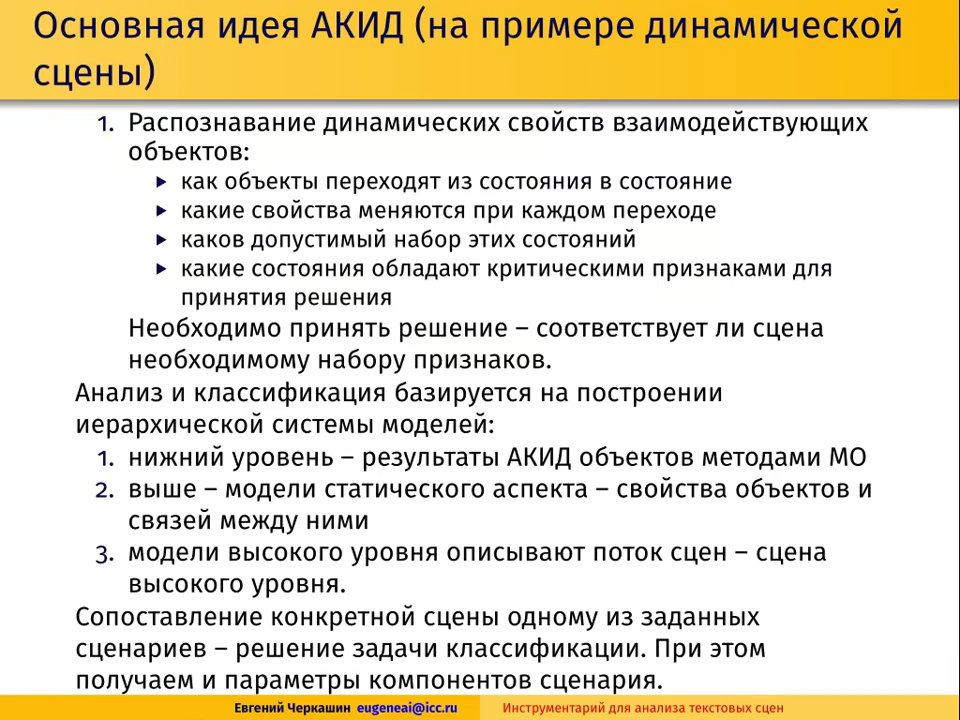 Основная идея АКИД (на примере динамической
сцены)
1. Распознавание динамических свойств взаимодействующих
объектов:
▶ как объекты переходят из состояния в состояние
▶ какие свойства меняются при каждом переходе
▶ каков допустимый набор этих состояний
▶ какие состояния обладают критическими признаками для
принятия решения
Необходимо принять решение – соответствует ли сцена
необходимому набору признаков.
Анализ и классификация базируется на построении
иерархической системы моделей:
1. нижний уровень – результаты АКИД объектов методами МО
2. выше – модели статического аспекта – свойства объектов и
связей между ними
3. модели высокого уровня описывают поток сцен – сцена
высокого уровня.
Сопоставление конкретной сцены одному из заданных
сценариев – решение задачи классификации. При этом
получаем и параметры компонентов сценария.
Евгений Черкашин eugeneai@icc.ru Инструментарий для анализа текстовых сцен